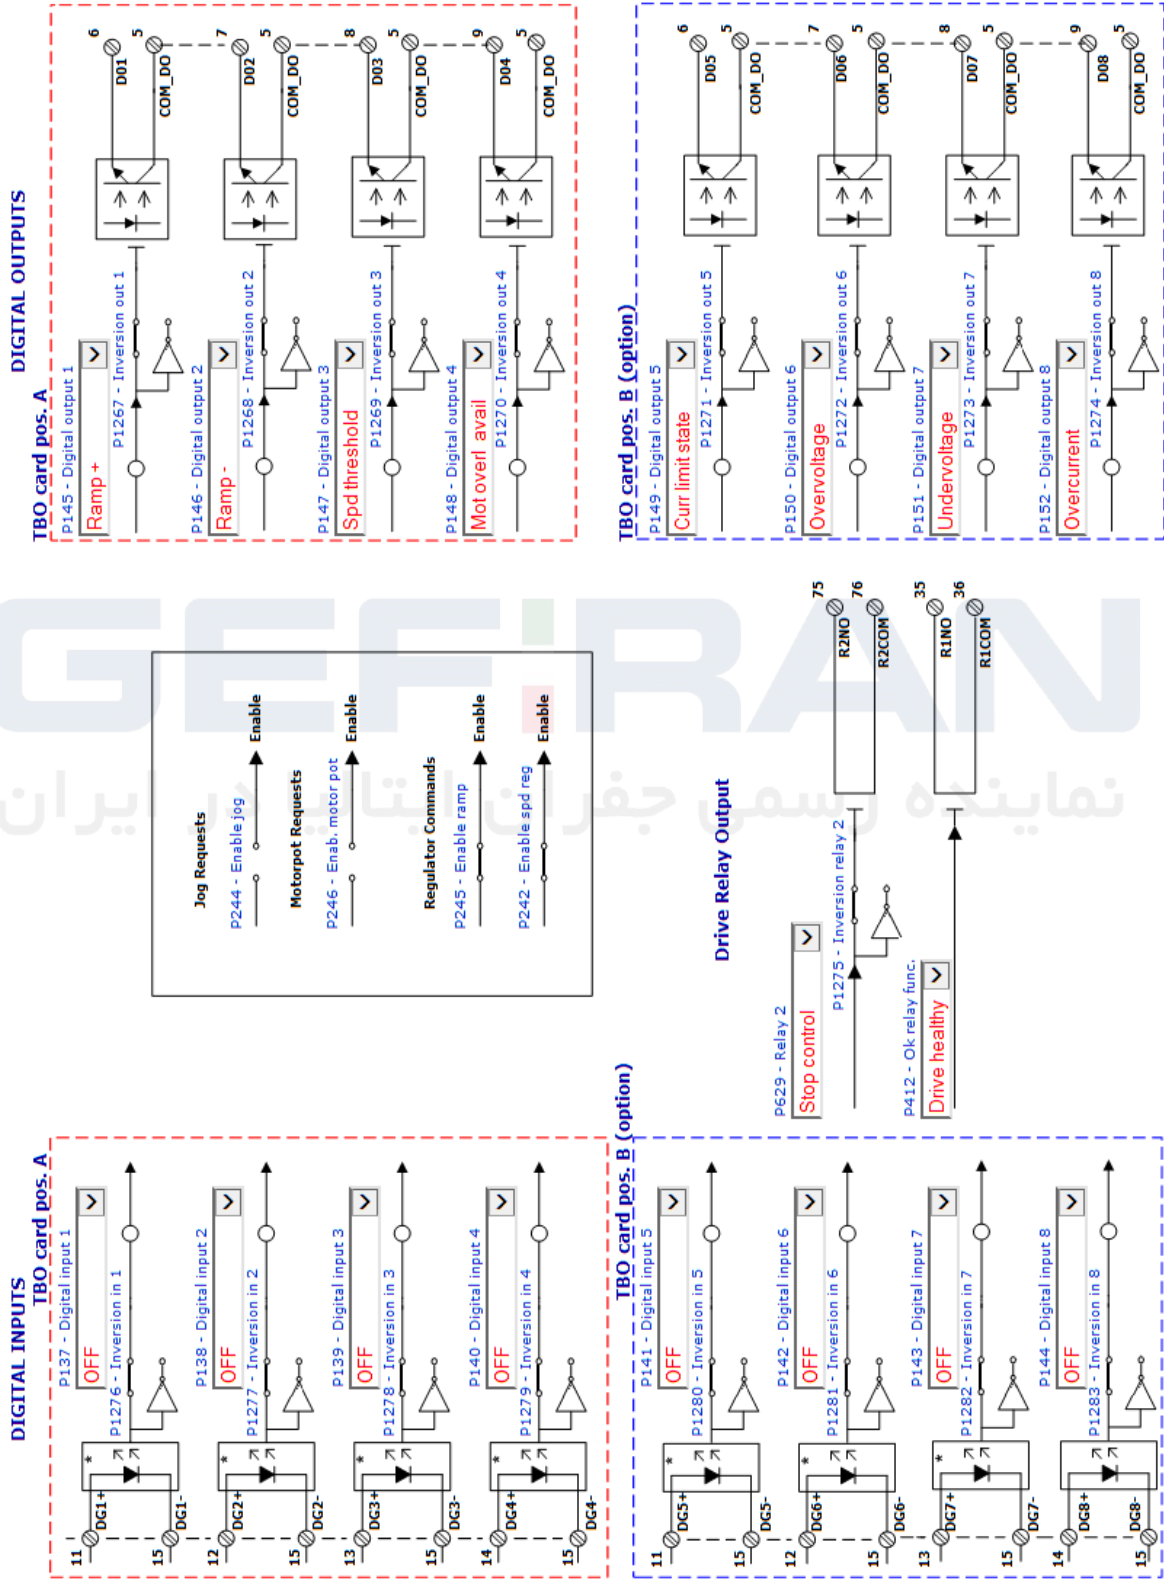 DIGITAL INPUTS
TBO card pos. A
P137 - Digital input 1
OFF
P1276 - Inversion in 1
*
11
DG1+
15
DG1-
P138 - Digital input 2
OFF
P1277 - Inversion in 2
*
12
DG2+
15
DG2-
P139 - Digital input 3
OFF
P1278 - Inversion in 3
*
13
DG3+
15
DG3-
P140 - Digital input 4
OFF
P1279 - Inversion in 4
*
14
DG4+
15
DG4-
TBO card pos. B (option)
P141 - Digital input 5
OFF
P1280 - Inversion in 5
*
11
DG5+
15
DG5-
P142 - Digital input 6
OFF
P1281 - Inversion in 6
*
12
DG6+
15
DG6-
P143 - Digital input 7
OFF
P1282 - Inversion in 7
*
13
DG7+
15
DG7-
P144 - Digital input 8
OFF
P1283 - Inversion in 8
14
DG8+
15
DG8-
Jog Requests
P244 - Enable jog
Enable
Motorpot Requests
P246 - Enab. motor pot
Enable
Regulator Commands
P245 - Enable ramp
Enable
P242 - Enable spd reg
Enable
Drive Relay Output
P629 - Relay 2
Stop control
P1275 - Inversion relay 2
75
R2NO
76
R2COM
P412 - Ok relay func.
Drive healthy
35
R1NO
36
R1COM
DIGITAL OUTPUTS
TBO card pos. A
P145 - Digital output 1
Ramp +
P1267 - Inversion out 1
6
D01
5
COM_DO
P146 - Digital output 2
Ramp -
P1268 - Inversion out 2
7
D02
5
COM_DO
P147 - Digital output 3
Spd threshold
P1269 - Inversion out 3
8
D03
5
COM_DO
P148 - Digital output 4
Mot overl avail
P1270 - Inversion out 4
9
D04
5
COM_DO
TBO card pos. B (option)
P149 - Digital output 5
Curr limit state
P1271 - Inversion out 5
6
D05
5
COM_DO
P150 - Digital output 6
Overvoltage
P1272 - Inversion out 6
7
D06
5
COM_DO
P151 - Digital output 7
Undervoltage
P1273 - Inversion out 7
8
D07
5
COM_DO
P152 - Digital output 8
Overcurrent
P1274 - Inversion out 8
9
D08
5
COM_DO
GEFIRAN
نماینده رسمی جفران ایتالیا در ایران